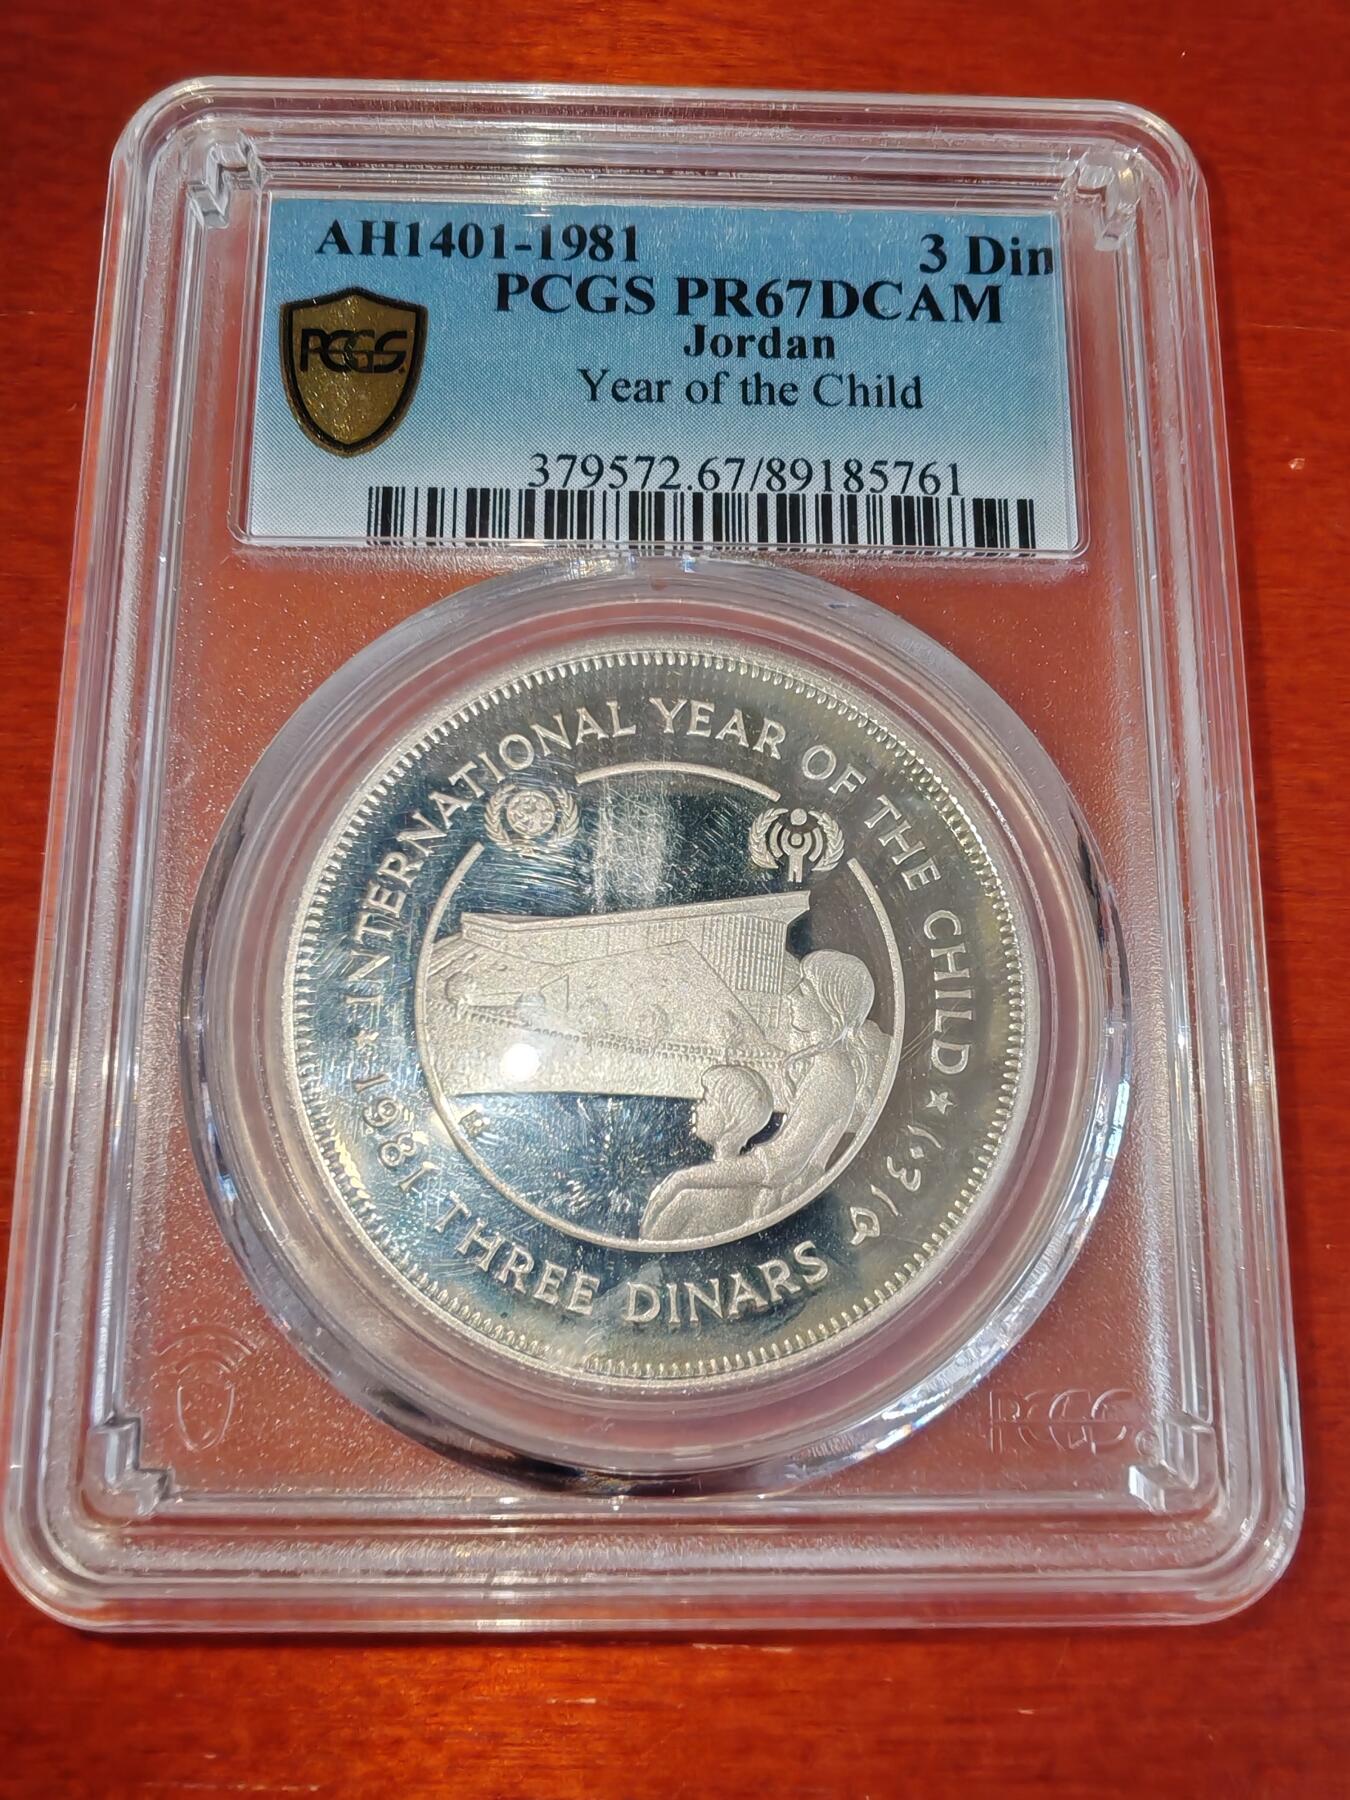 AH1401-1981 3 Din
PCGS PR67DCAM
PCGS
Jordan
Year of the Child
379572.67/89185761
★ INTERNATIONAL YEAR OF THE CHILD ★
1981 THREE DINARS ١٤٠١ ه
PCGS